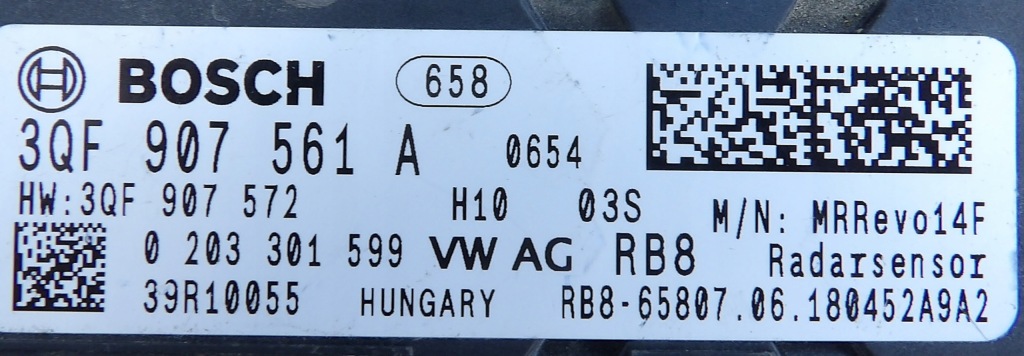 BOSCH 658
3QF 907 561 A 0654
HW:3QF 907 572 H10 03S M/N: MRRevo14F
0 203 301 599 VW AG RB8 Radarsensor
39R10055 HUNGARY RB8-65807.06.180452A9A2